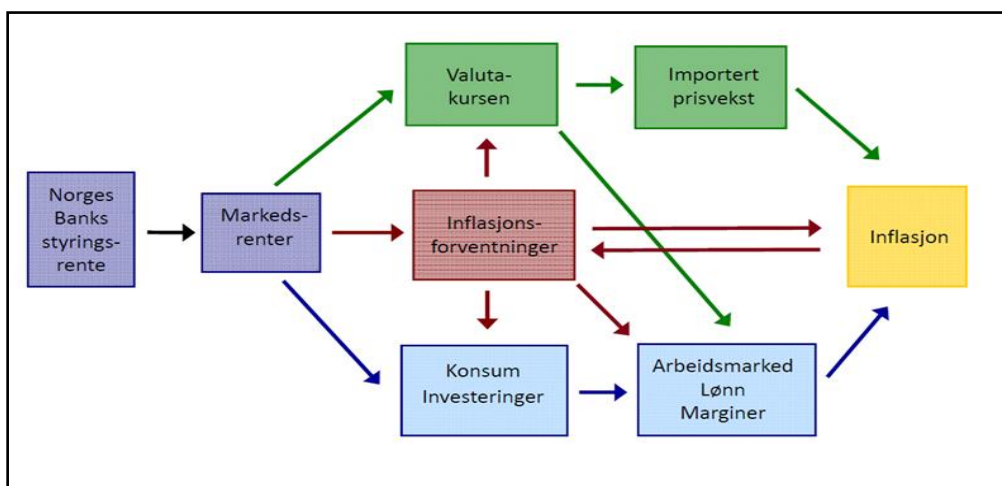 Valuta-
kursen
Importert
prisvekst
Norges
Banks
styrings-
rente
Markeds-
renter
Inflasjons-
forventninger
Inflasjon
Konsum
Investeringer
Arbeidsmarked
Lønn
Marginer